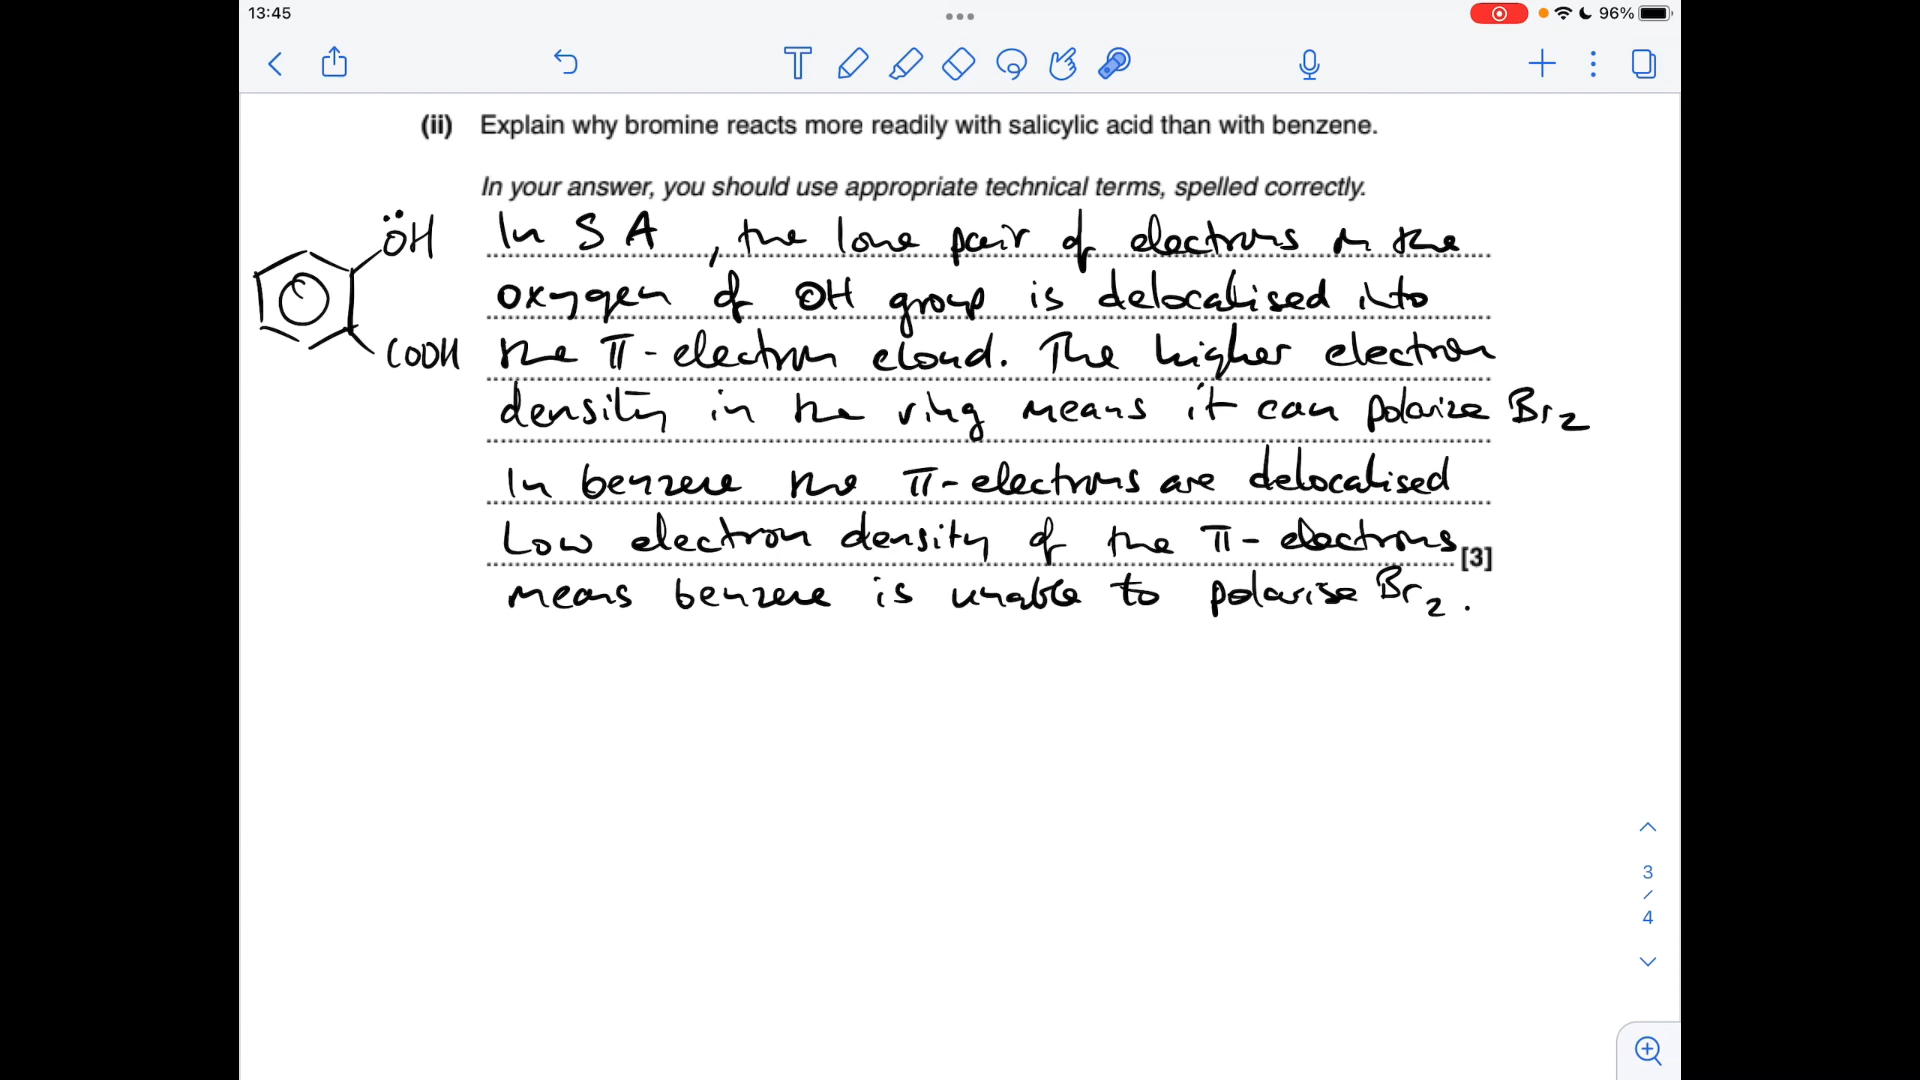 13:45
96%
(ii) Explain why bromine reacts more readily with salicylic acid than with benzene.
In your answer, you should use appropriate technical terms, spelled correctly.
ÖH
COOH
In SA, the lone pair of electrons on the
oxygen of OH group is delocalised into
the π-electron cloud. The higher electron
density in the ring means it can polarize Br2
In benzene the π-electrons are delocalised
Low electron density of the π-electrons
[3]
means benzene is unable to polarise Br2.
3
/
4